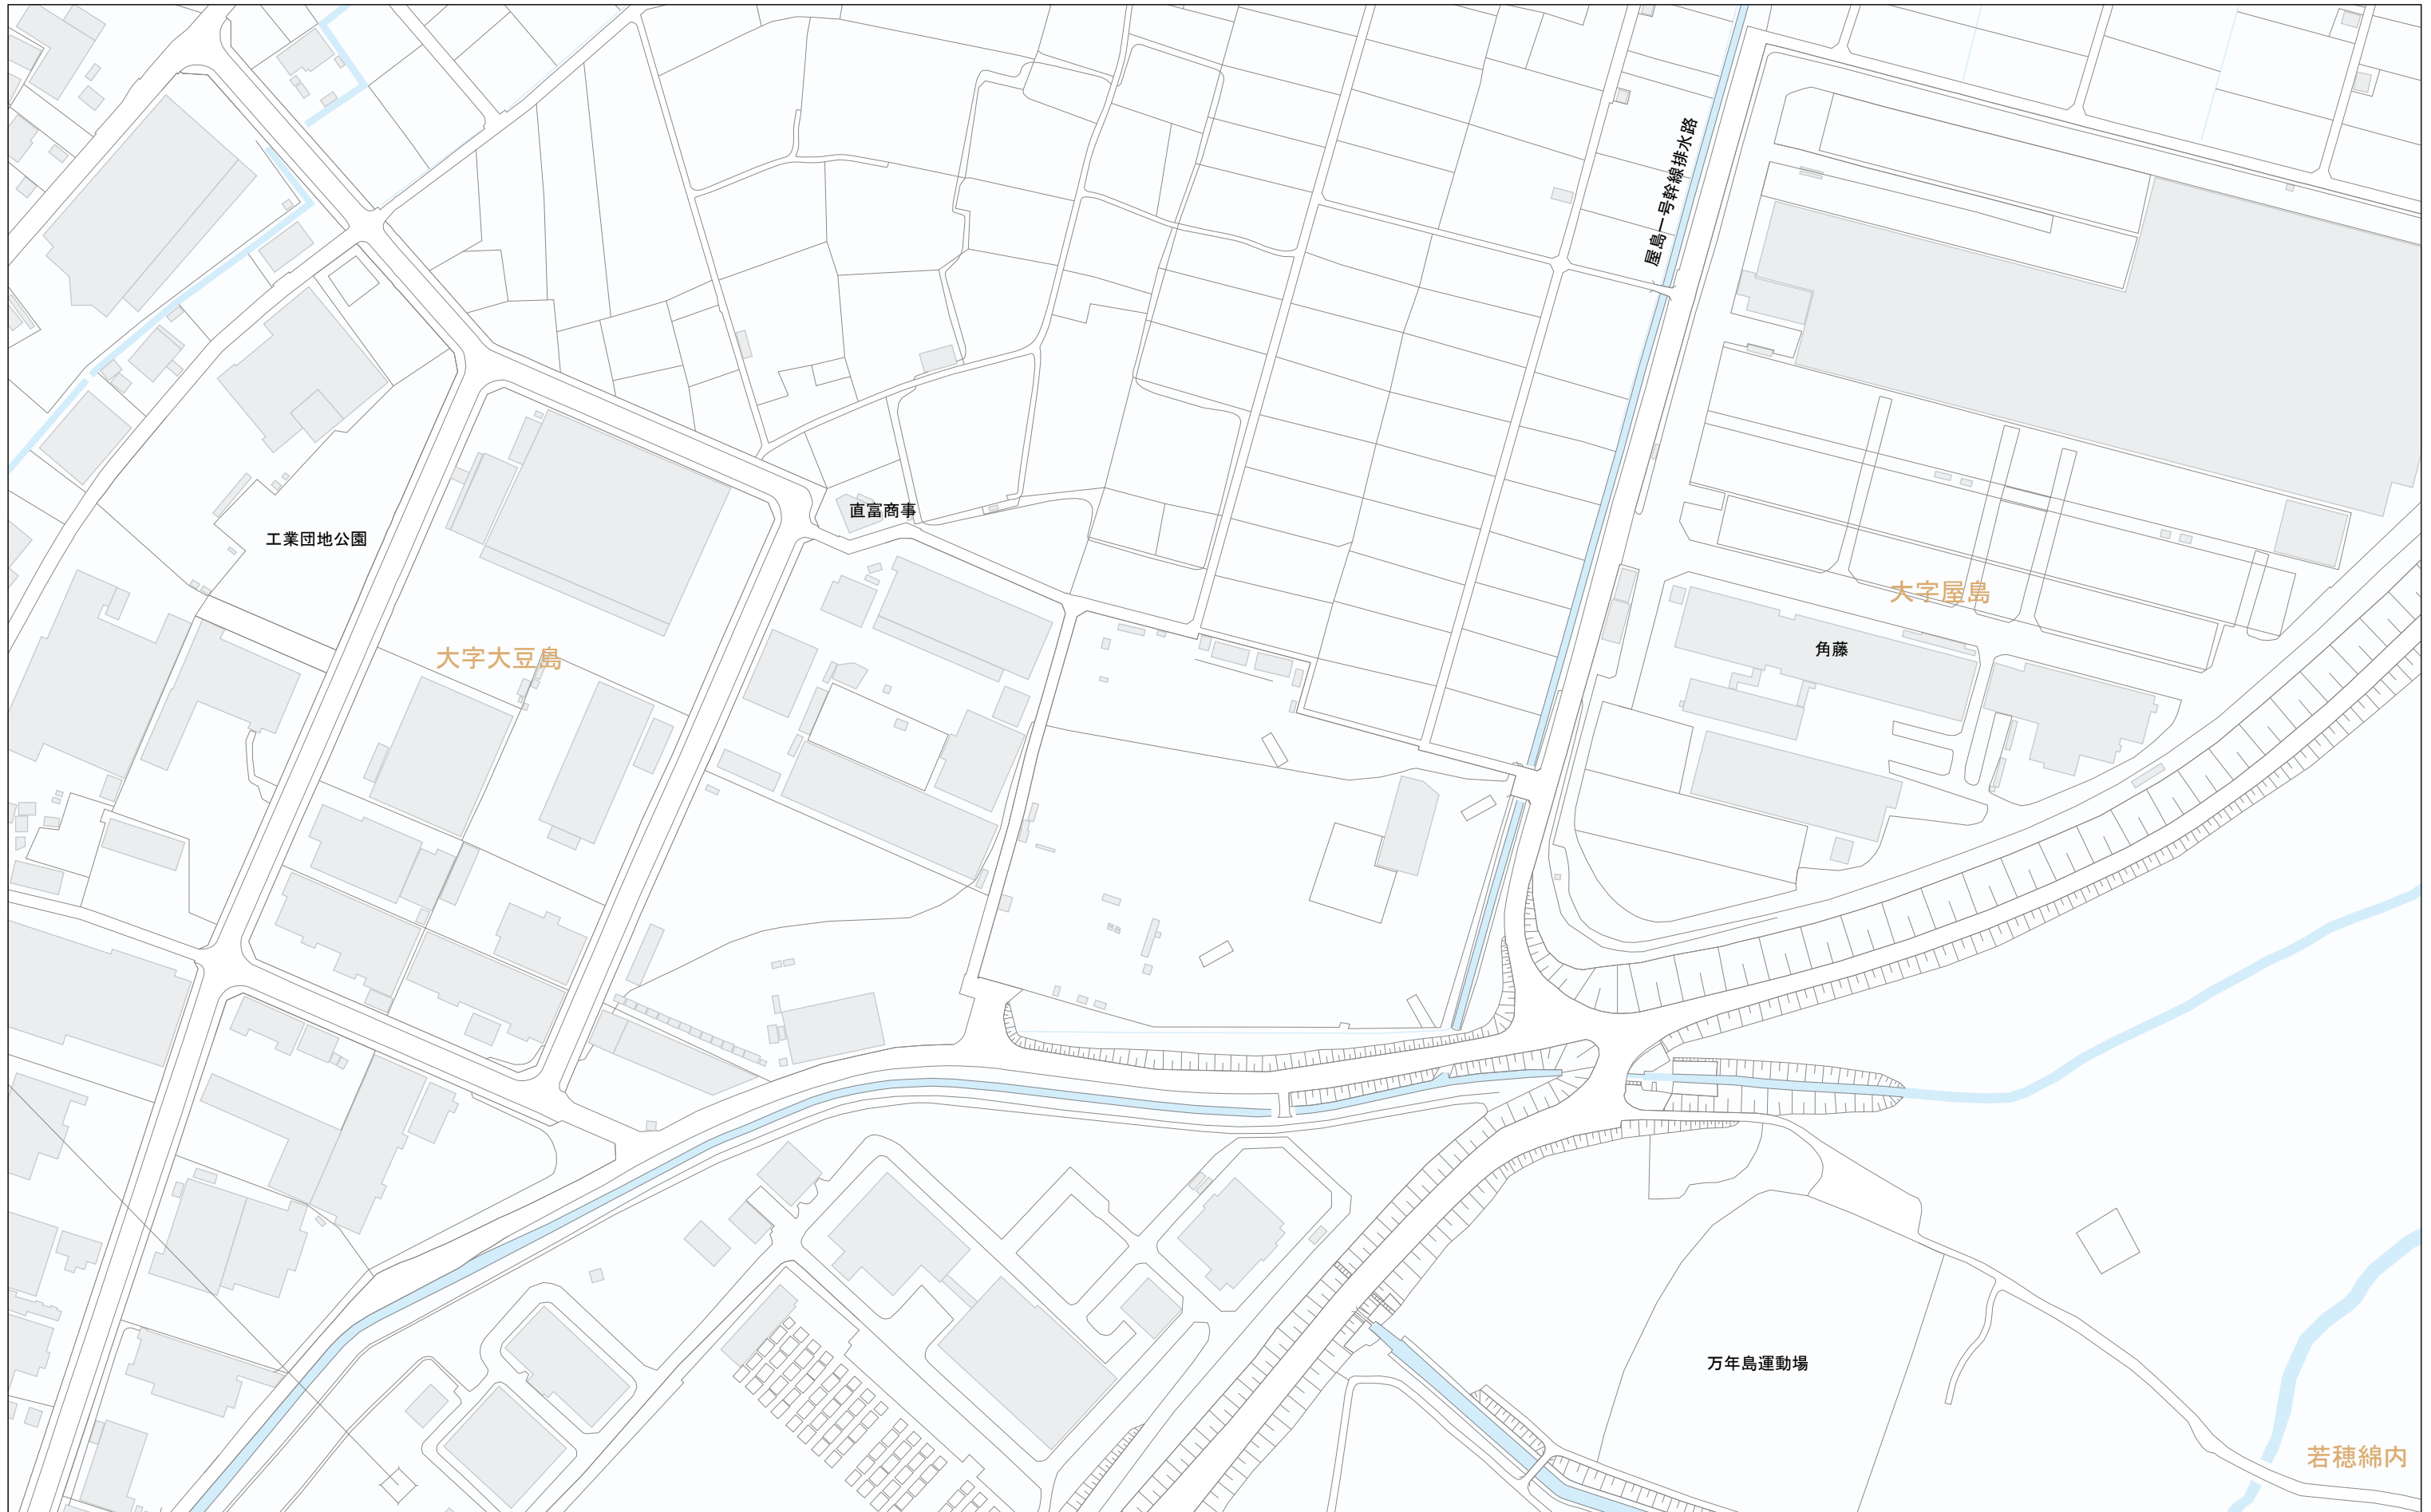 屋島一号幹線排水路
直富商事
工業団地公園
大字屋島
角藤
大字大豆島
万年島運動場
若穂綿内